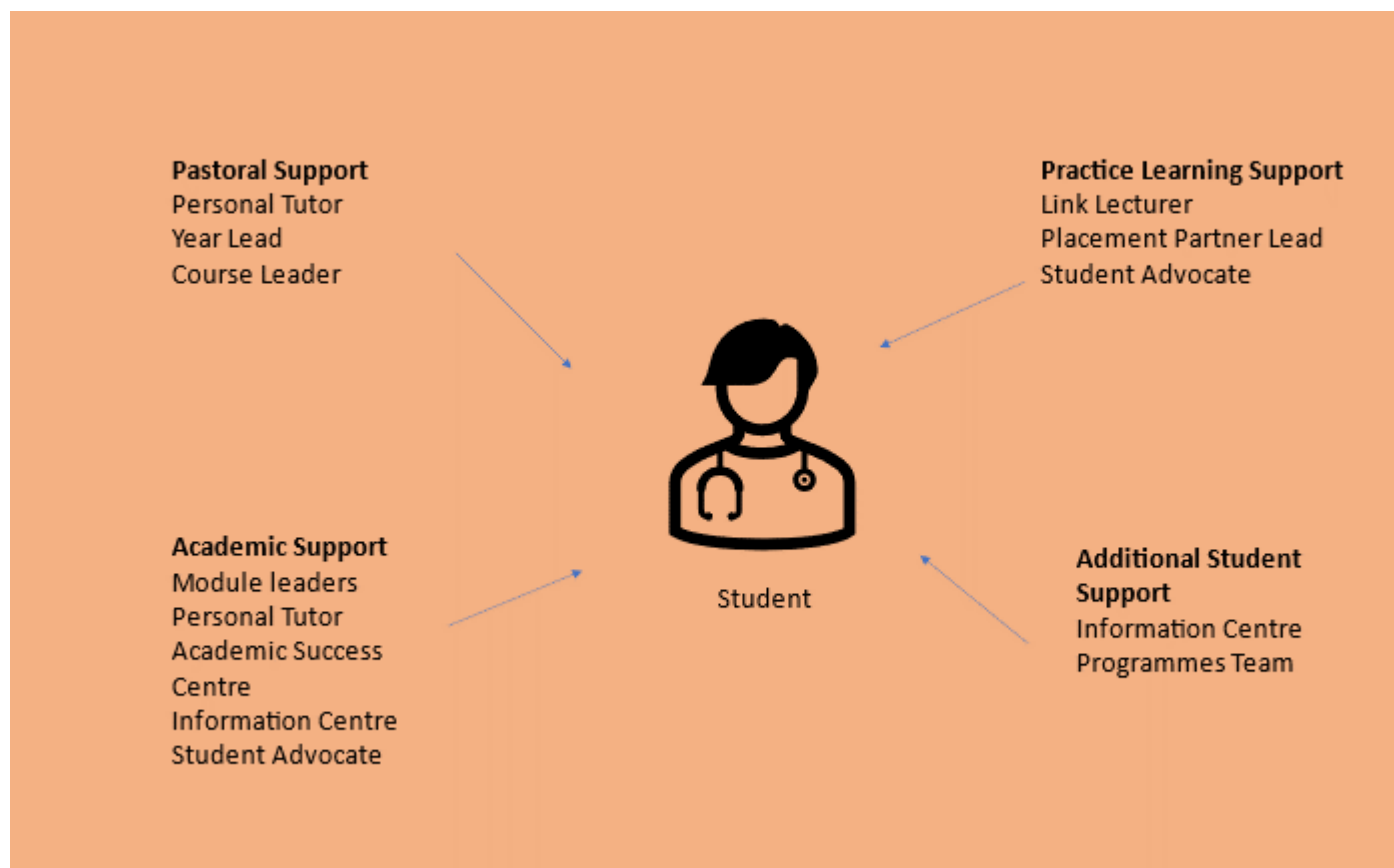 Pastoral Support
Personal Tutor
Year Lead
Course Leader
Practice Learning Support
Link Lecturer
Placement Partner Lead
Student Advocate
Academic Support
Module leaders
Personal Tutor
Academic Success
Centre
Information Centre
Student Advocate
Student
Additional Student
Support
Information Centre
Programmes Team